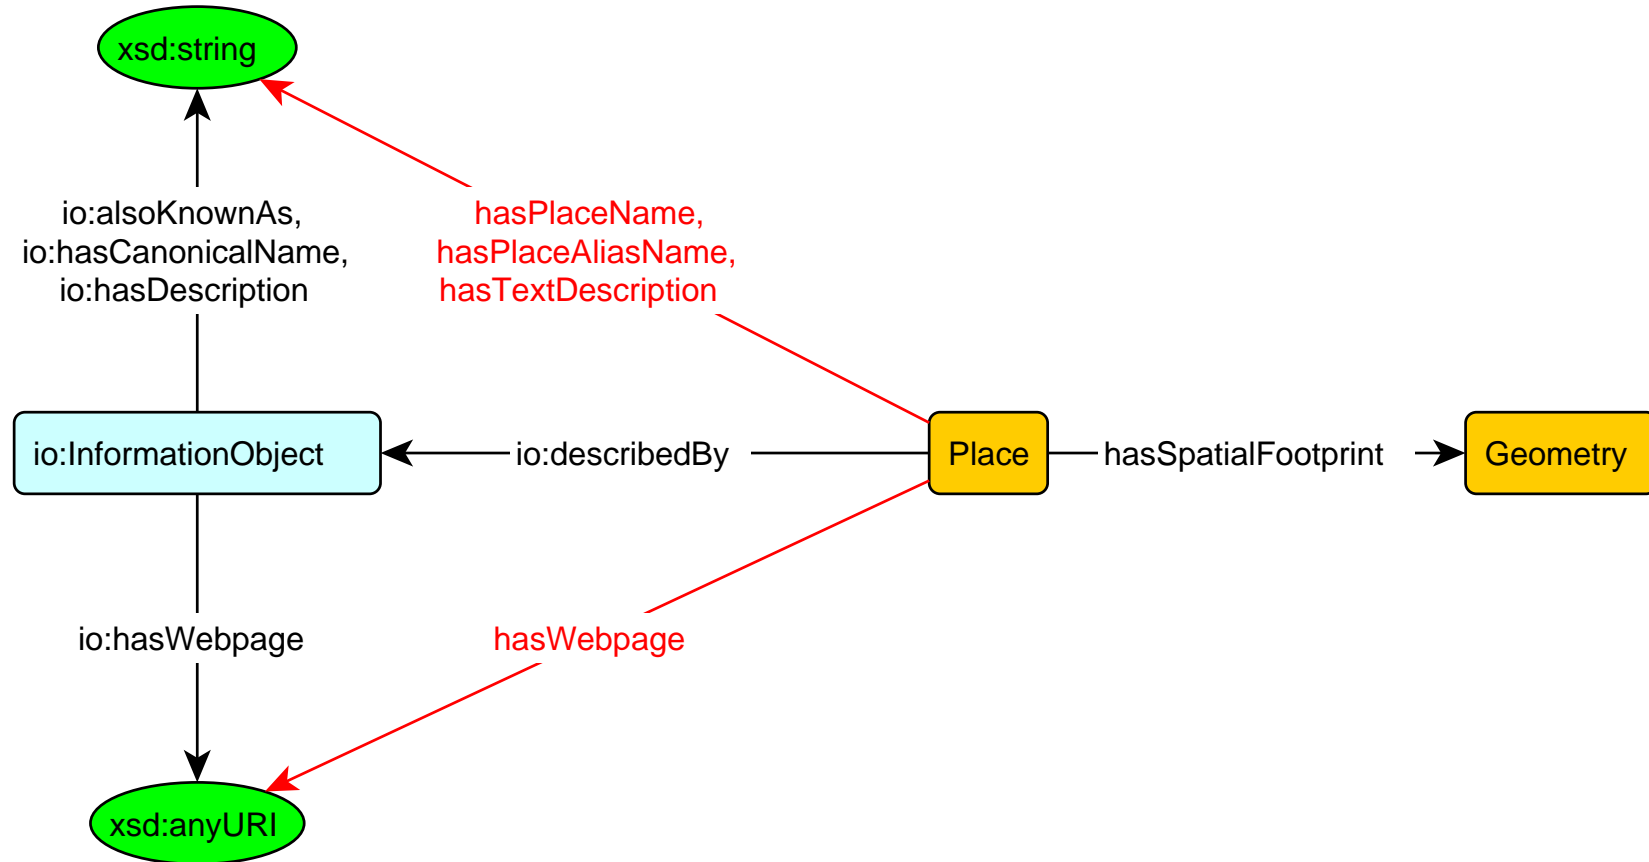 xsd:string
io:alsoKnownAs,
io:hasCanonicalName,
io:hasDescription
hasPlaceName,
hasPlaceAliasName,
hasTextDescription
io:InformationObject
io:describedBy
Place
hasSpatialFootprint
Geometry
io:hasWebpage
hasWebpage
xsd:anyURI